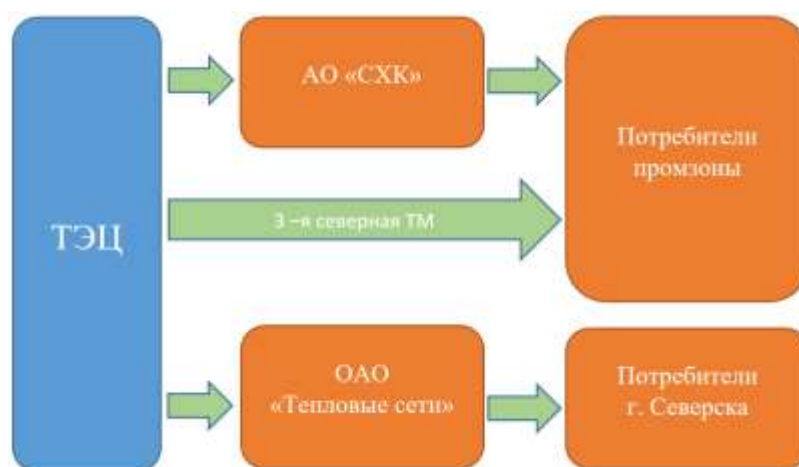 ТЭЦ
АО «СХК»
Потребители
промзоны
3 –я северная ТМ
ОАО
«Тепловые сети»
Потребители
г. Северска